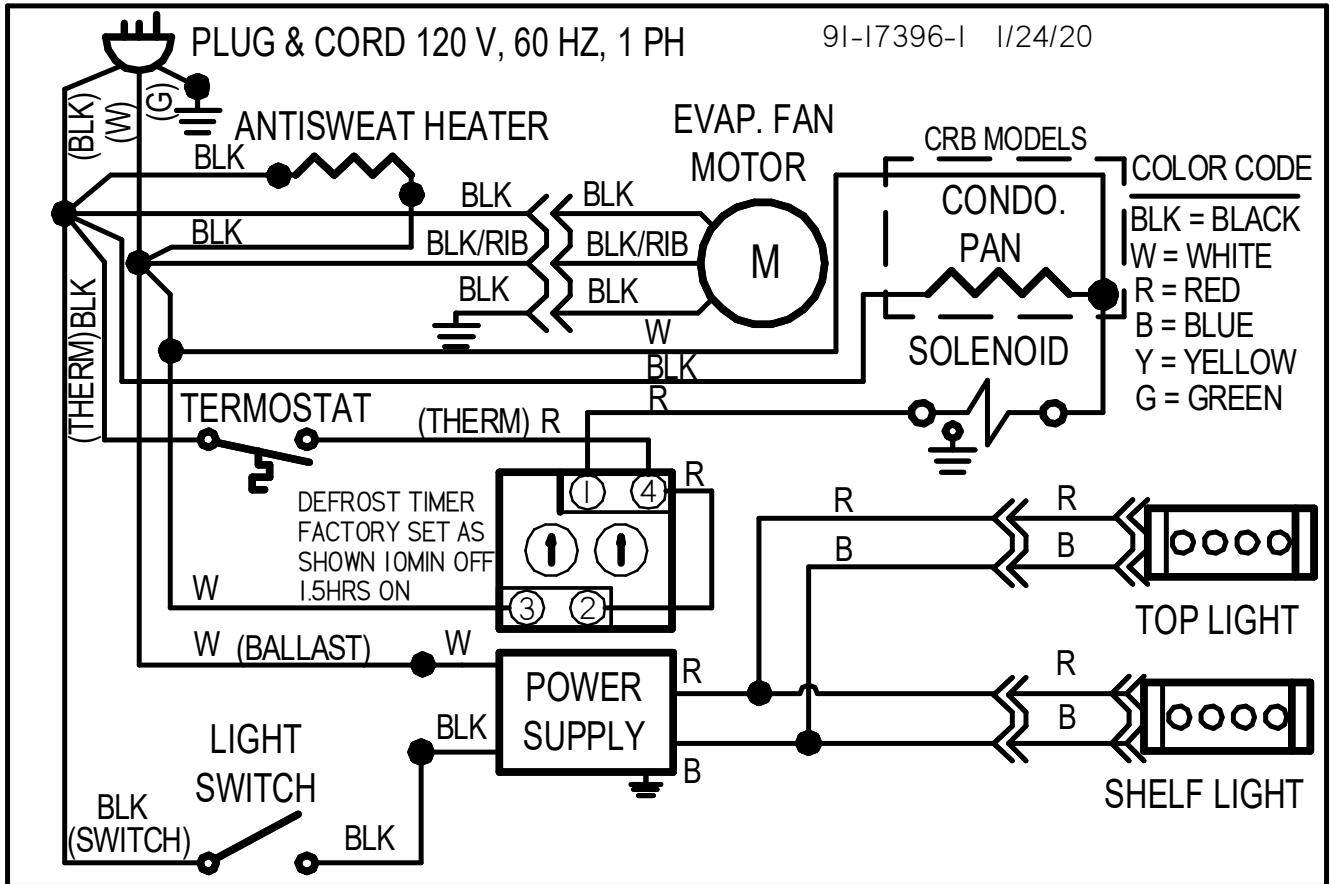 PLUG & CORD 120 V, 60 HZ, 1 PH
91-17396-1 1/24/20
(BLK)
(W)
(G)
ANTISWEAT HEATER
BLK
BLK
EVAP. FAN
MOTOR
M
BLK
BLK
BLK/RIB
BLK/RIB
BLK
BLK
CRB MODELS
CONDO.
PAN
COLOR CODE
BLK = BLACK
W = WHITE
R = RED
B = BLUE
Y = YELLOW
G = GREEN
W
BLK
R
SOLENOID
(THERM)BLK
TERMOSTAT
(THERM) R
DEFROST TIMER
FACTORY SET AS
SHOWN 10MIN OFF
1.5HRS ON
1
4
3
2
R
W
W
(BALLAST)
W
POWER
SUPPLY
BLK
R
B
LIGHT
SWITCH
BLK
(SWITCH)
BLK
R
R
B
B
TOP LIGHT
R
B
SHELF LIGHT